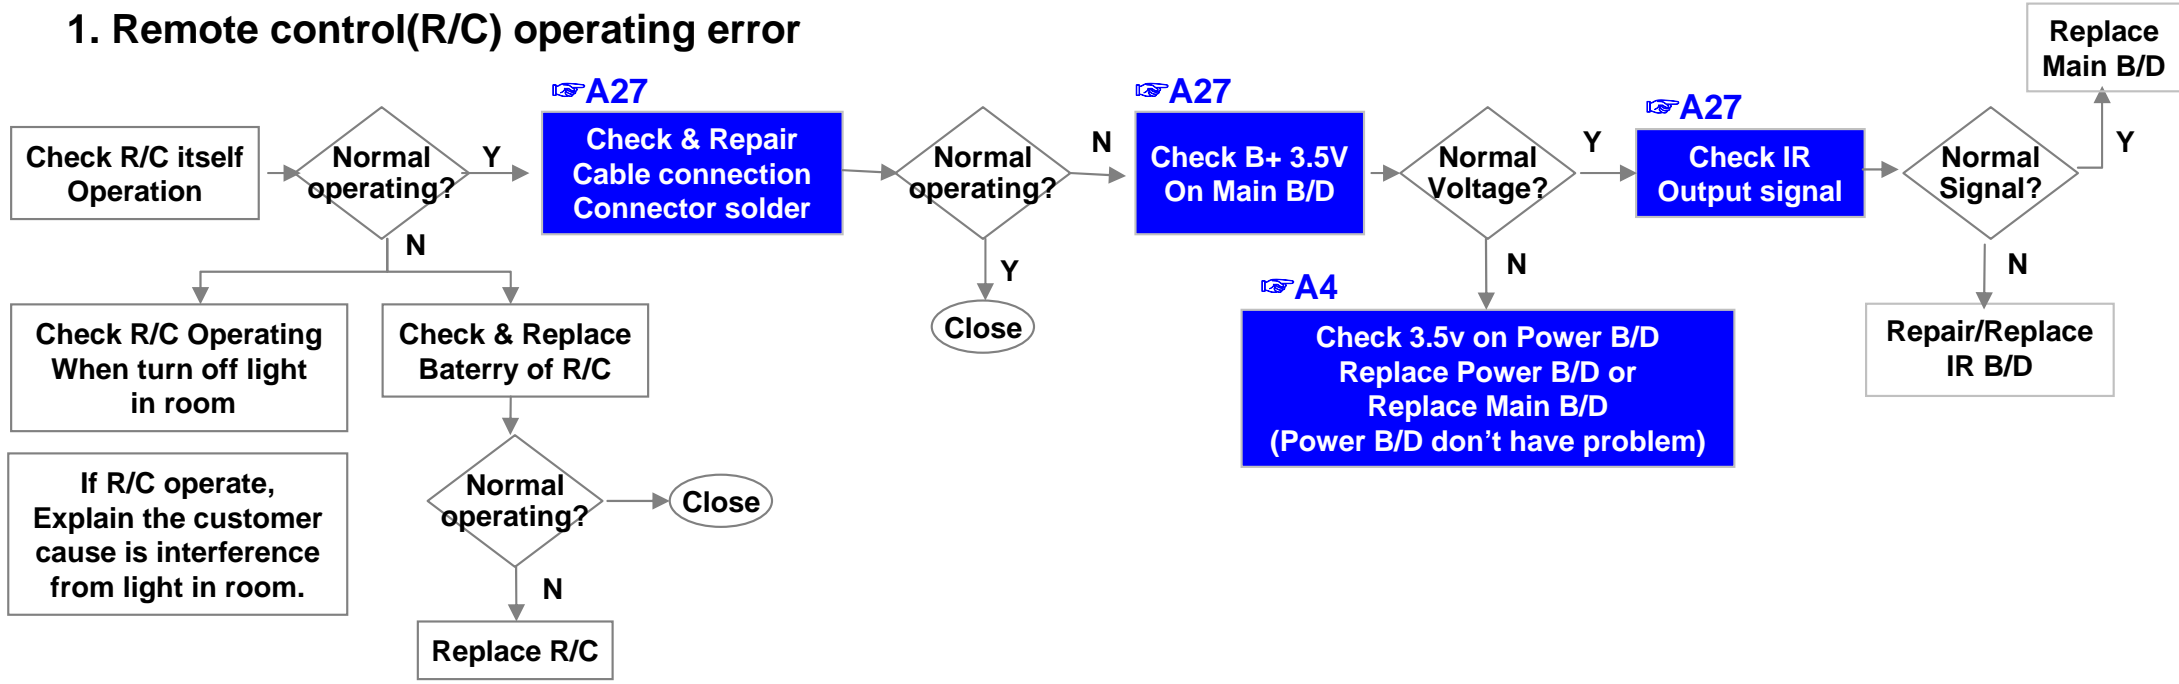 1. Remote control(R/C) operating error
Replace
Main B/D
☞A27
☞A27
☞A27
Check R/C itself
Operation
Normal
operating?
Y
Check & Repair
Cable connection
Connector solder
Normal
operating?
N
Check B+ 3.5V
On Main B/D
Normal
Voltage?
Y
Check IR
Output signal
Normal
Signal?
Y
N
Y
N
N
Close
☞A4
Check R/C Operating
When turn off light
in room
Check & Replace
Baterry of R/C
Check 3.5v on Power B/D
Replace Power B/D or
Replace Main B/D
(Power B/D don't have problem)
Repair/Replace
IR B/D
If R/C operate,
Explain the customer
cause is interference
from light in room.
Normal
operating?
Close
N
Replace R/C